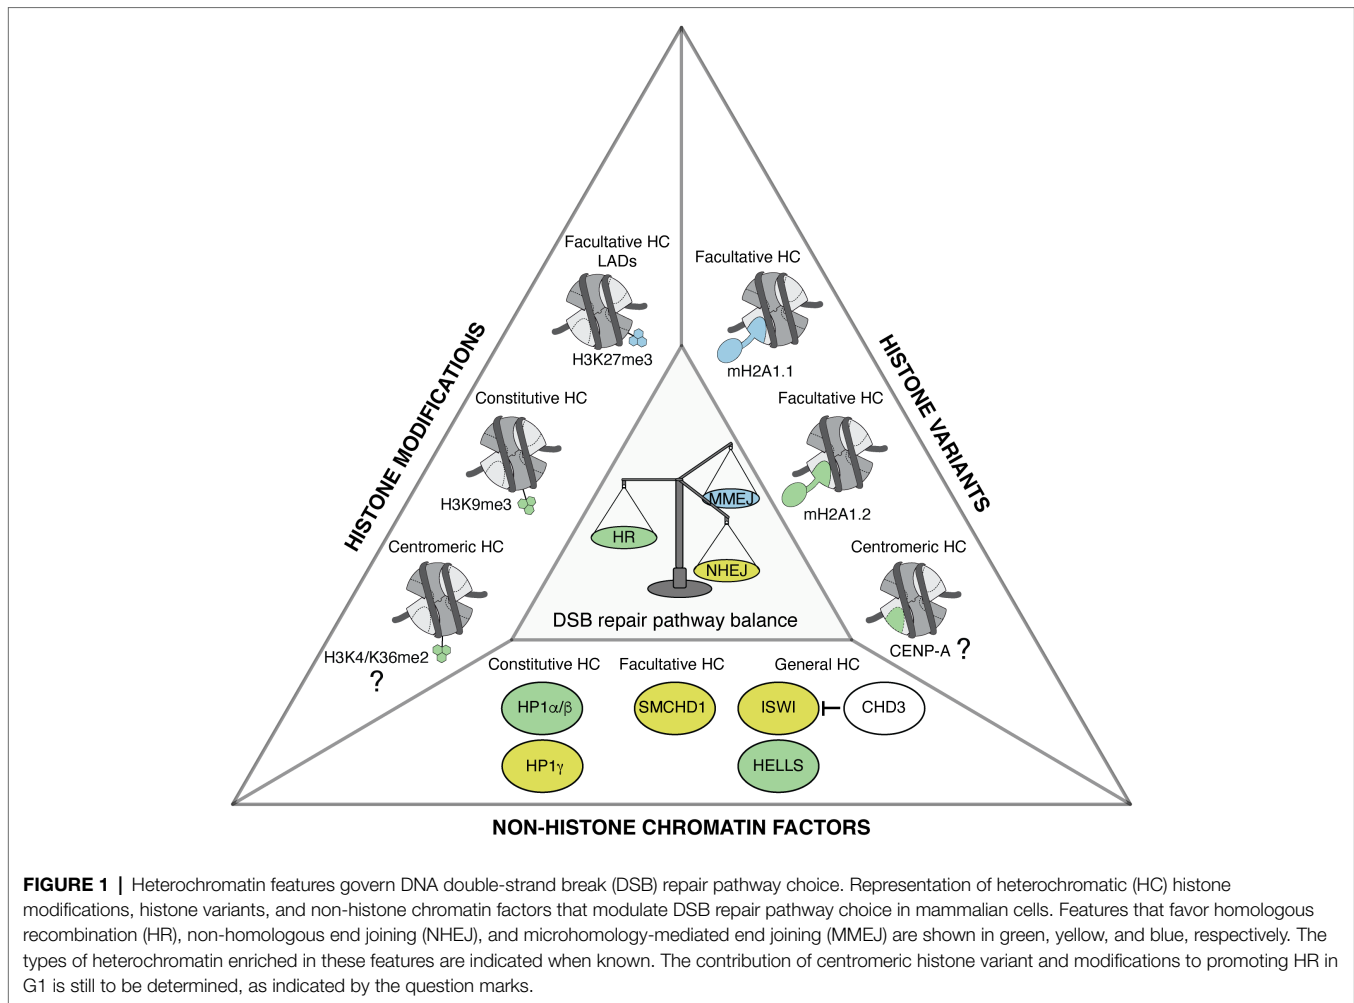 Facultative HC
LADs
H3K27me3
Constitutive HC
H3K9me3
Centromeric HC
H3K4/K36me2
?
HISTONE MODIFICATIONS
Facultative HC
mH2A1.1
Facultative HC
mH2A1.2
Centromeric HC
CENP-A ?
HISTONE VARIANTS
MMEJ
HR
NHEJ
DSB repair pathway balance
Constitutive HC Facultative HC General HC
HP1α/β SMCHD1 ISWI CHD3
HP1γ HELLS
NON-HISTONE CHROMATIN FACTORS
FIGURE 1 | Heterochromatin features govern DNA double-strand break (DSB) repair pathway choice. Representation of heterochromatic (HC) histone
modifications, histone variants, and non-histone chromatin factors that modulate DSB repair pathway choice in mammalian cells. Features that favor homologous
recombination (HR), non-homologous end joining (NHEJ), and microhomology-mediated end joining (MMEJ) are shown in green, yellow, and blue, respectively. The
types of heterochromatin enriched in these features are indicated when known. The contribution of centromeric histone variant and modifications to promoting HR in
G1 is still to be determined, as indicated by the question marks.